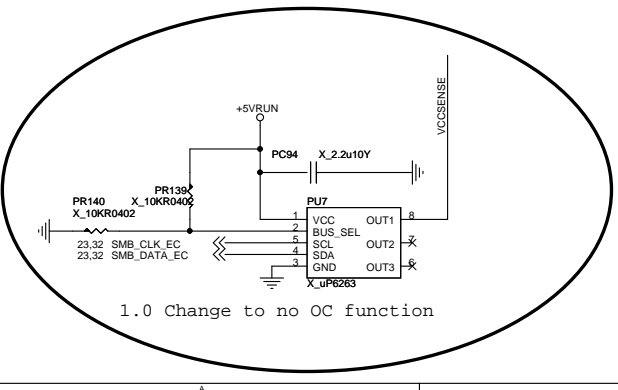 VCCSENSE
+5VRUN
PC94 X_2.2u10Y
PR139
X_10KR0402
PR140
X_10KR0402
PU7
1 VCC OUT1 8
2 BUS_SEL
23,32 SMB_CLK_EC 5 SCL OUT2 7
23,32 SMB_DATA_EC 4 SDA
3 GND OUT3 6
X_uP6263
1.0 Change to no OC function
A